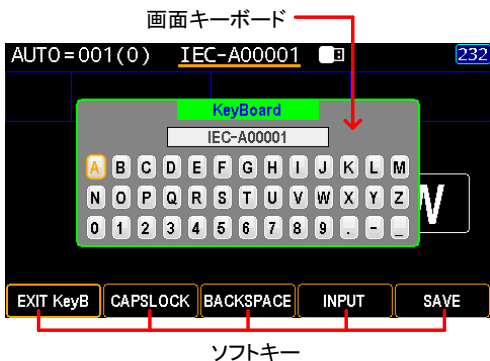 画面キーボード
AUTO=001(0) IEC-A00001 232
KeyBoard
IEC-A00001
A B C D E F G H I J K L M
N O P Q R S T U V W X Y Z
0 1 2 3 4 5 6 7 8 9 . - _
W
EXIT KeyB CAPSLOCK BACKSPACE INPUT SAVE
ソフトキー